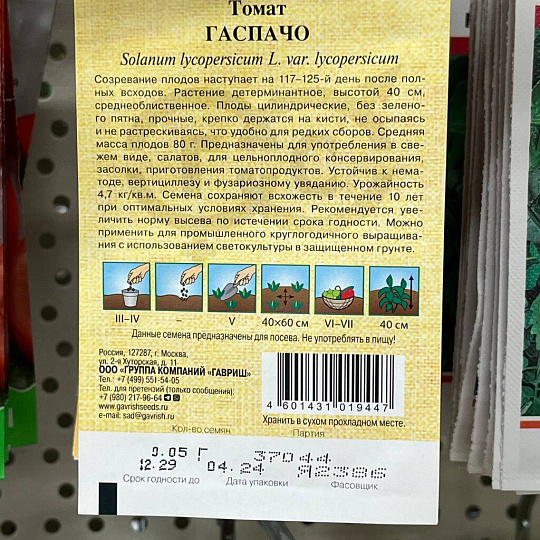 Томат
ГАСПАЧО
Solanum lycopersicum L. var. lycopersicum
Созревание плодов наступает на 117–125-й день после пол-
ных всходов. Растение детерминантное, высотой 40 см,
среднеоблиственное. Плоды цилиндрические, без зелено-
го пятна, прочные, крепко держатся на кисти, не осыпаясь
и не растрескиваясь, что удобно для редких сборов. Средняя
масса плодов 80 г. Предназначены для употребления в све-
жем виде, салатов, для цельноплодного консервирования,
засолки, приготовления томатопродуктов. Устойчив к нема-
тоде, вертициллезу и фузариозному увяданию. Урожайность
4,7 кг/кв.м. Семена сохраняют всхожесть в течение 10 лет
при оптимальных условиях хранения. Рекомендуется уве-
личить норму высева по истечении срока годности. Можно
применить для промышленного круглогодичного выращива-
ния с использованием светокультуры в защищенном грунте.
III–IV – V 40×60 см VI–VII 40 см
Данные семена предназначены для посева. Не употреблять в пищу!
Россия, 127287, г. Москва,
ул. 2-я Хуторская, д. 11
ООО «ГРУППА КОМПАНИЙ «ГАВРИШ»
Тел.: +7 (499) 551-54-05
Тел. для претензий (только сообщения):
+7 (980) 217-96-64
www.gavrishseeds.ru
e-mail: sad@gavrish.ru
4 601431 019447
Хранить в сухом прохладном месте.
Кол-во семян Партия
0.05 Г 37044
12.29 04.24 Я2386
Срок годности до Дата упаковки Фасовщик